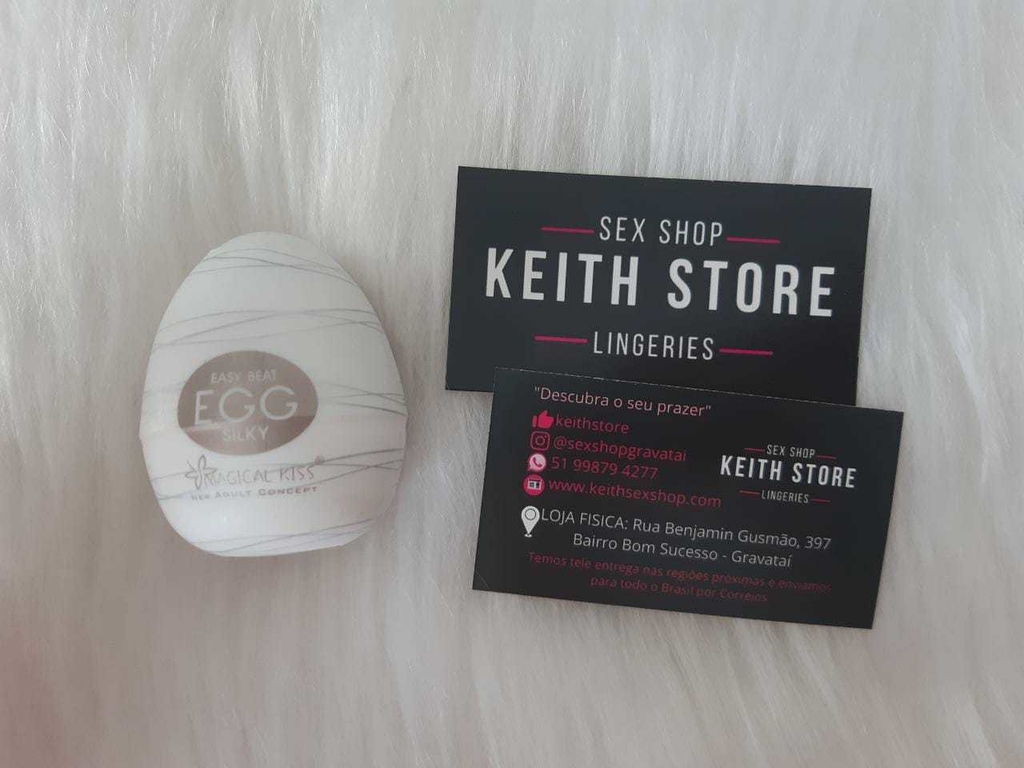 EASY BEAT
EGG
SILKY
MAGICAL KISS®
NEW ADULT CONCEPT
SEX SHOP
KEITH STORE
LINGERIES
"Descubra o seu prazer"
keithstore
@sexshopgravatai
51 99879 4277
www.keithsexshop.com
SEX SHOP
KEITH STORE
LINGERIES
LOJA FISICA: Rua Benjamin Gusmão, 397
Bairro Bom Sucesso - Gravataí
Temos tele entrega nas regiões próximas e enviamos
para todo o Brasil por Correios